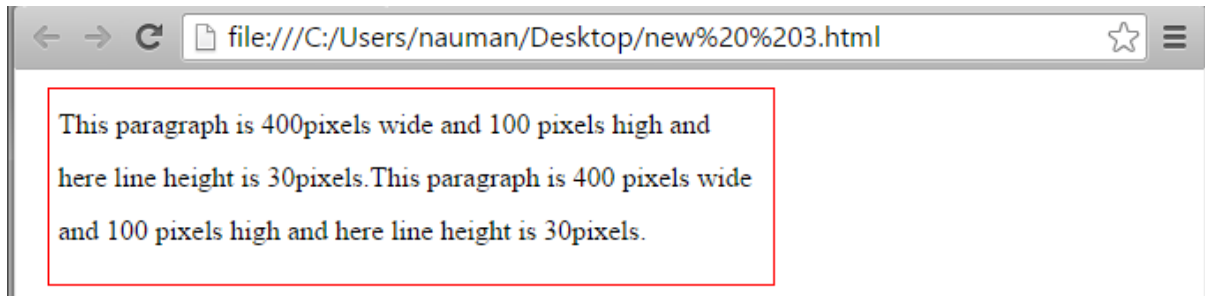 file:///C:/Users/nauman/Desktop/new%20%203.html
This paragraph is 400pixels wide and 100 pixels high and
here line height is 30pixels.This paragraph is 400 pixels wide
and 100 pixels high and here line height is 30pixels.